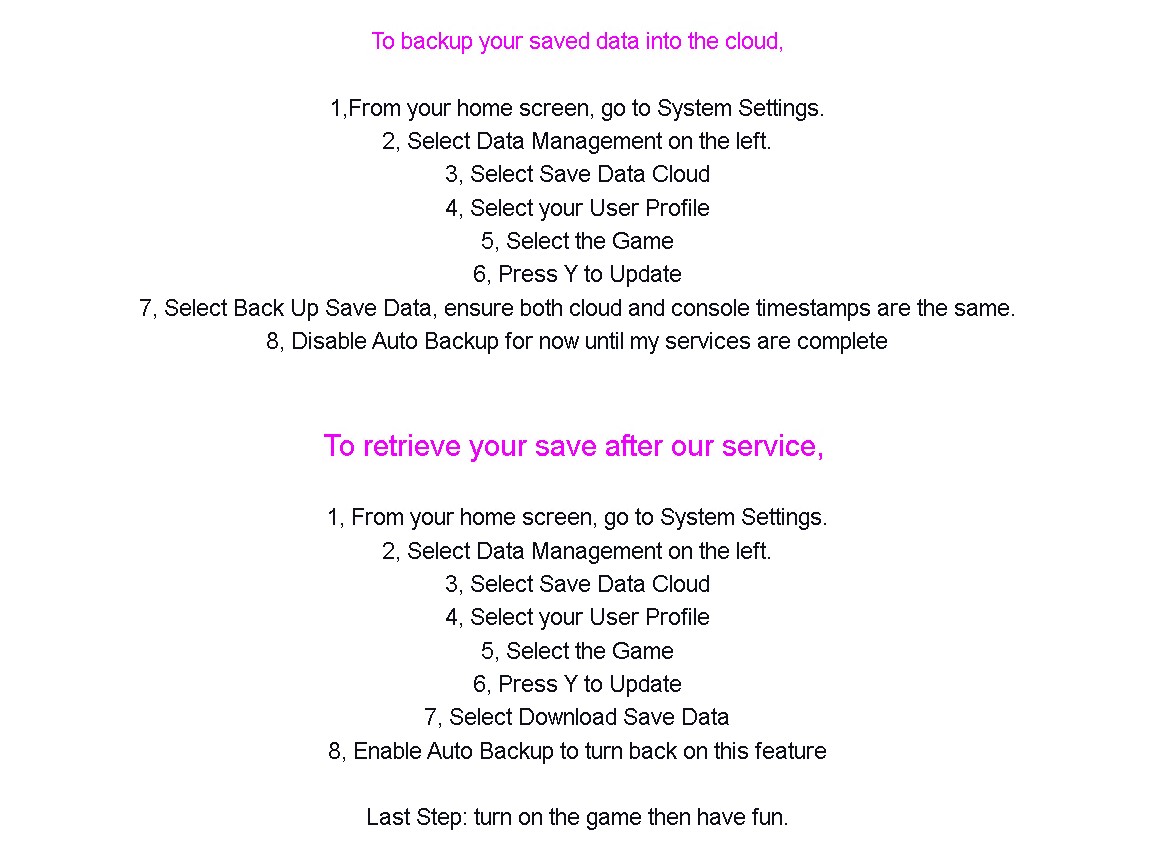 To backup your saved data into the cloud,
1,From your home screen, go to System Settings.
2, Select Data Management on the left.
3, Select Save Data Cloud
4, Select your User Profile
5, Select the Game
6, Press Y to Update
7, Select Back Up Save Data, ensure both cloud and console timestamps are the same.
8, Disable Auto Backup for now until my services are complete
To retrieve your save after our service,
1, From your home screen, go to System Settings.
2, Select Data Management on the left.
3, Select Save Data Cloud
4, Select your User Profile
5, Select the Game
6, Press Y to Update
7, Select Download Save Data
8, Enable Auto Backup to turn back on this feature
Last Step: turn on the game then have fun.